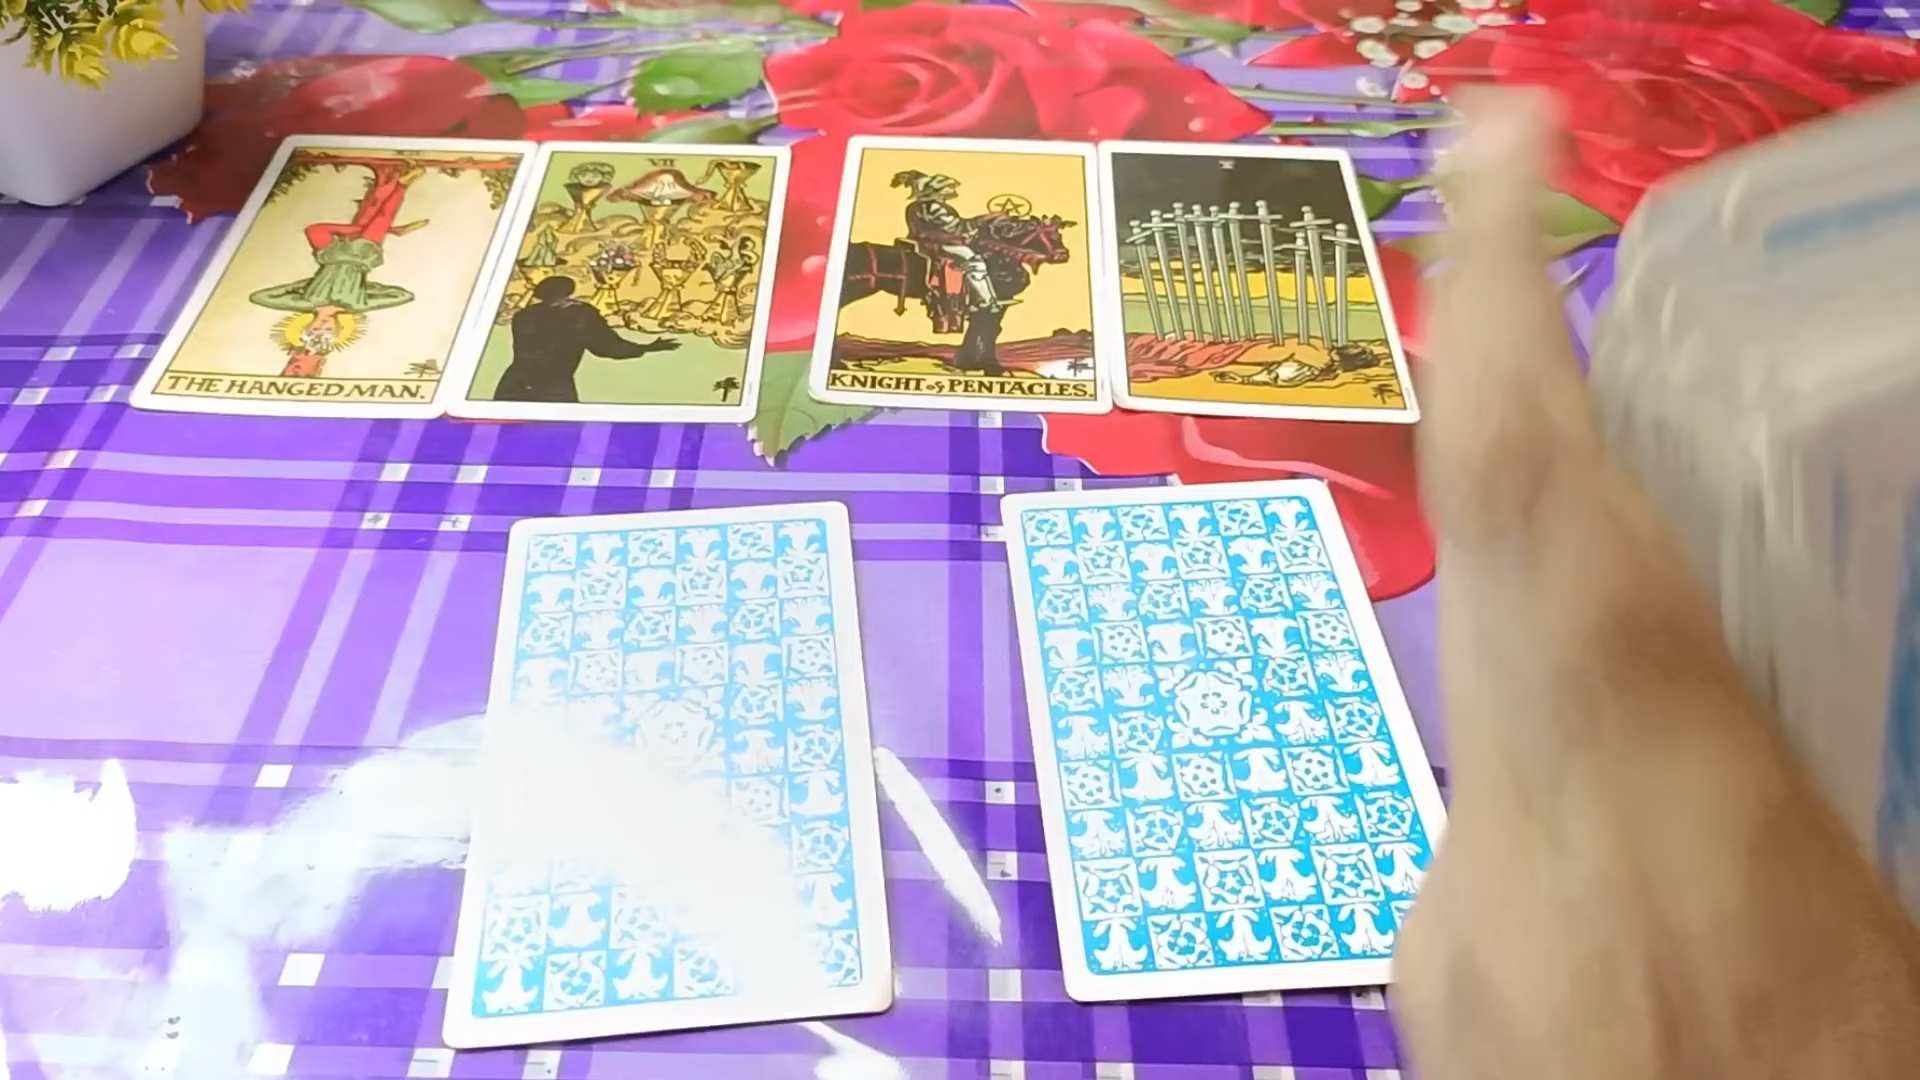 VII
X
THE HANGED MAN.
KNIGHT of PENTACLES.